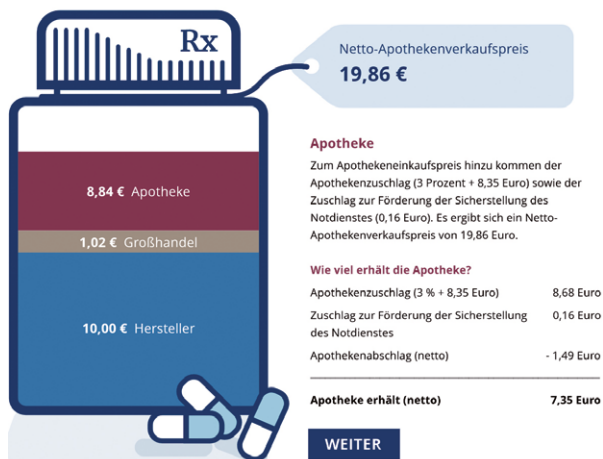 Rx
Netto-Apothekenverkaufspreis
19,86 €
8,84 € Apotheke
1,02 € Großhandel
10,00 € Hersteller
Apotheke
Zum Apothekeneinkaufspreis hinzu kommen der
Apothekenzuschlag (3 Prozent + 8,35 Euro) sowie der
Zuschlag zur Förderung der Sicherstellung des
Notdienstes (0,16 Euro). Es ergibt sich ein Netto-
Apothekenverkaufspreis von 19,86 Euro.
Wie viel erhält die Apotheke?
Apothekenzuschlag (3 % + 8,35 Euro) 8,68 Euro
Zuschlag zur Förderung der Sicherstellung 0,16 Euro
des Notdienstes
Apothekenabschlag (netto) - 1,49 Euro
Apotheke erhält (netto) 7,35 Euro
WEITER